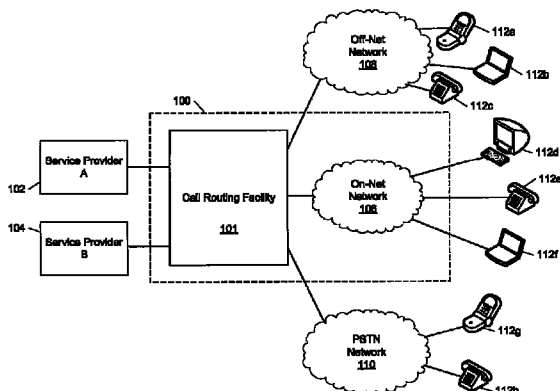 112a
Off-Net
Network
108
112b
112c
100
112d
Service Provider
A
102
Call Routing Facility
101
On-Net
Network
106
112e
104
Service Provider
B
112f
112g
PSTN
Network
110
112h